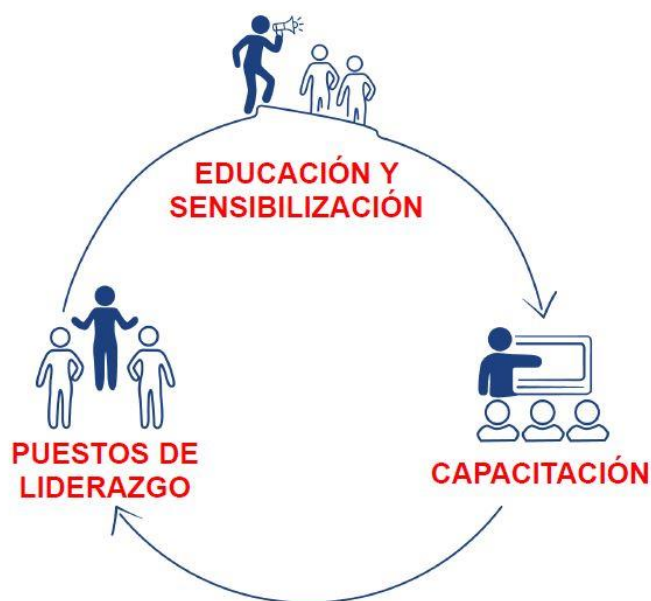 EDUCACIÓN Y
SENSIBILIZACIÓN
PUESTOS DE
LIDERAZGO
CAPACITACIÓN